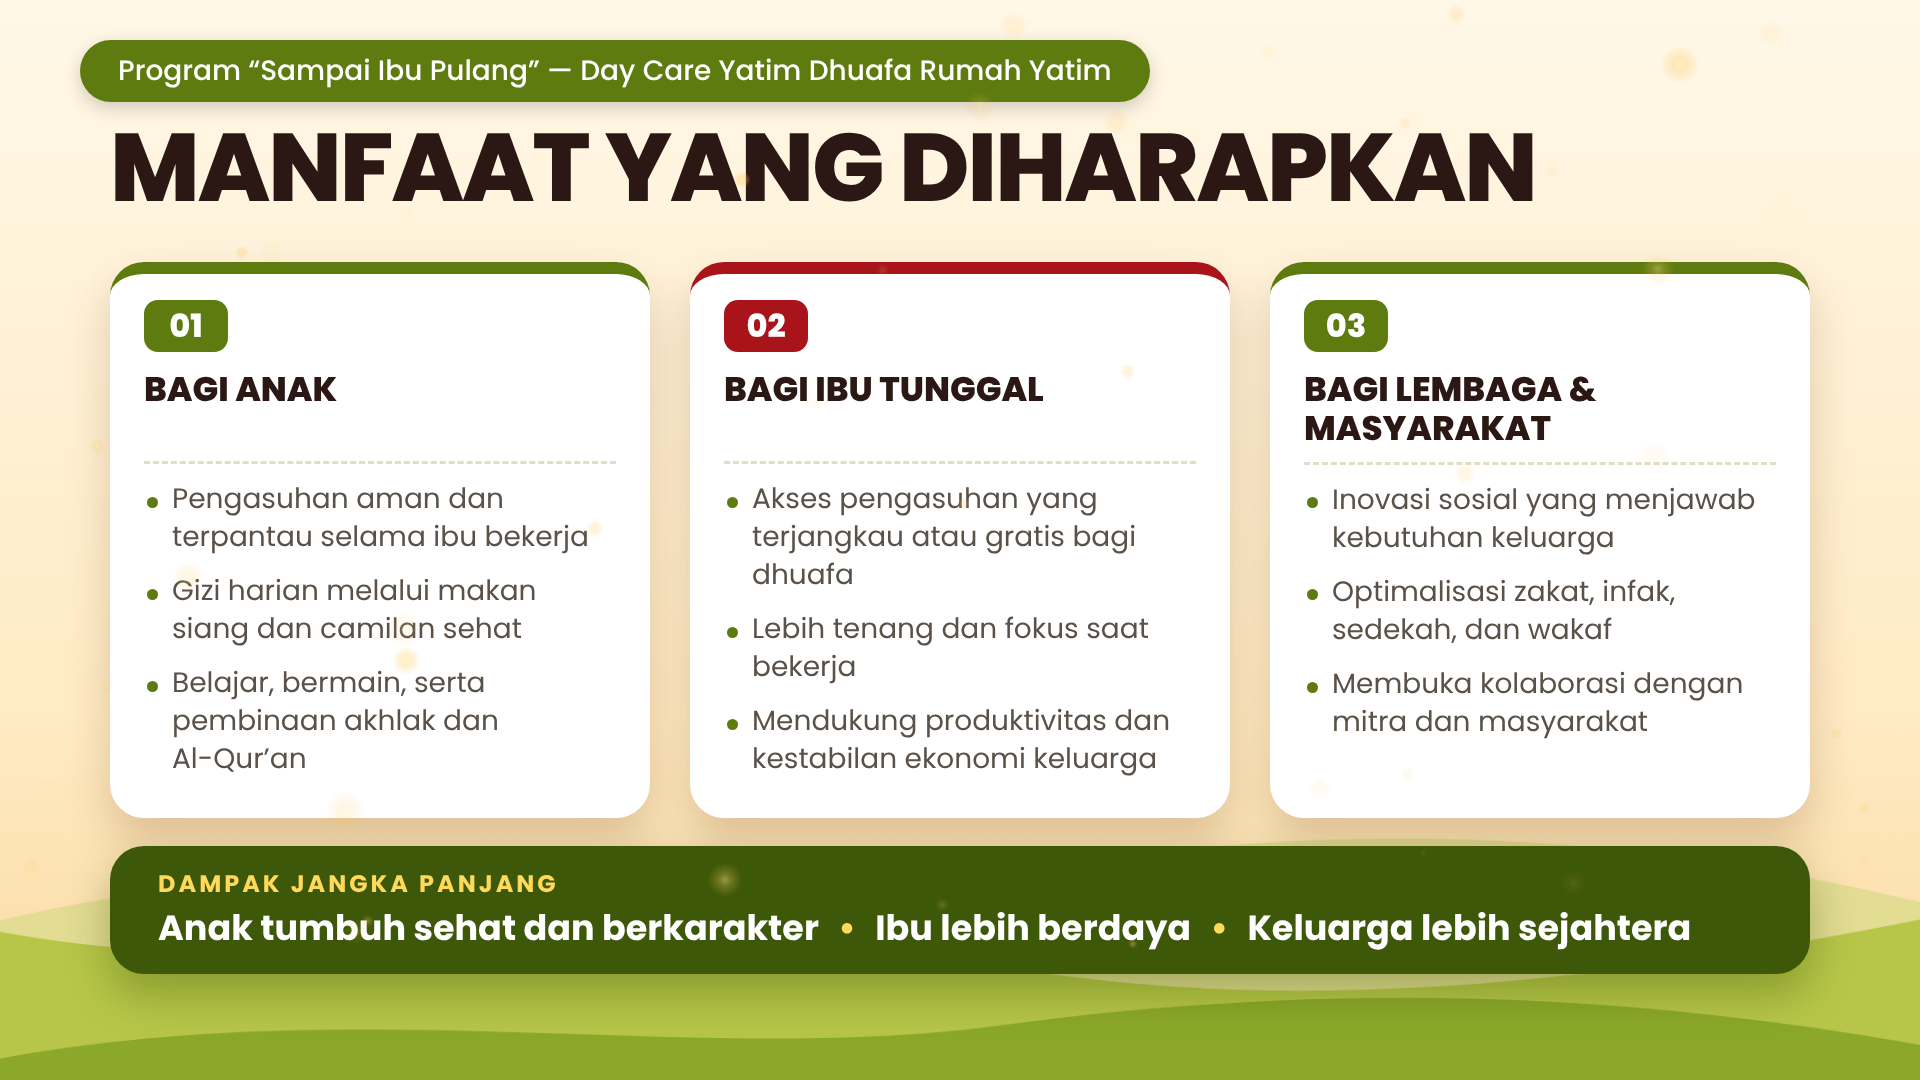 Program “Sampai Ibu Pulang” — Day Care Yatim Dhuafa Rumah Yatim
MANFAAT YANG DIHARAPKAN
01
BAGI ANAK
• Pengasuhan aman dan
terpantau selama ibu bekerja
• Gizi harian melalui makan
siang dan camilan sehat
• Belajar, bermain, serta
pembinaan akhlak dan
Al-Qur’an
02
BAGI IBU TUNGGAL
• Akses pengasuhan yang
terjangkau atau gratis bagi
dhuafa
• Lebih tenang dan fokus saat
bekerja
• Mendukung produktivitas dan
kestabilan ekonomi keluarga
03
BAGI LEMBAGA &
MASYARAKAT
• Inovasi sosial yang menjawab
kebutuhan keluarga
• Optimalisasi zakat, infak,
sedekah, dan wakaf
• Membuka kolaborasi dengan
mitra dan masyarakat
DAMPAK JANGKA PANJANG
Anak tumbuh sehat dan berkarakter • Ibu lebih berdaya • Keluarga lebih sejahtera